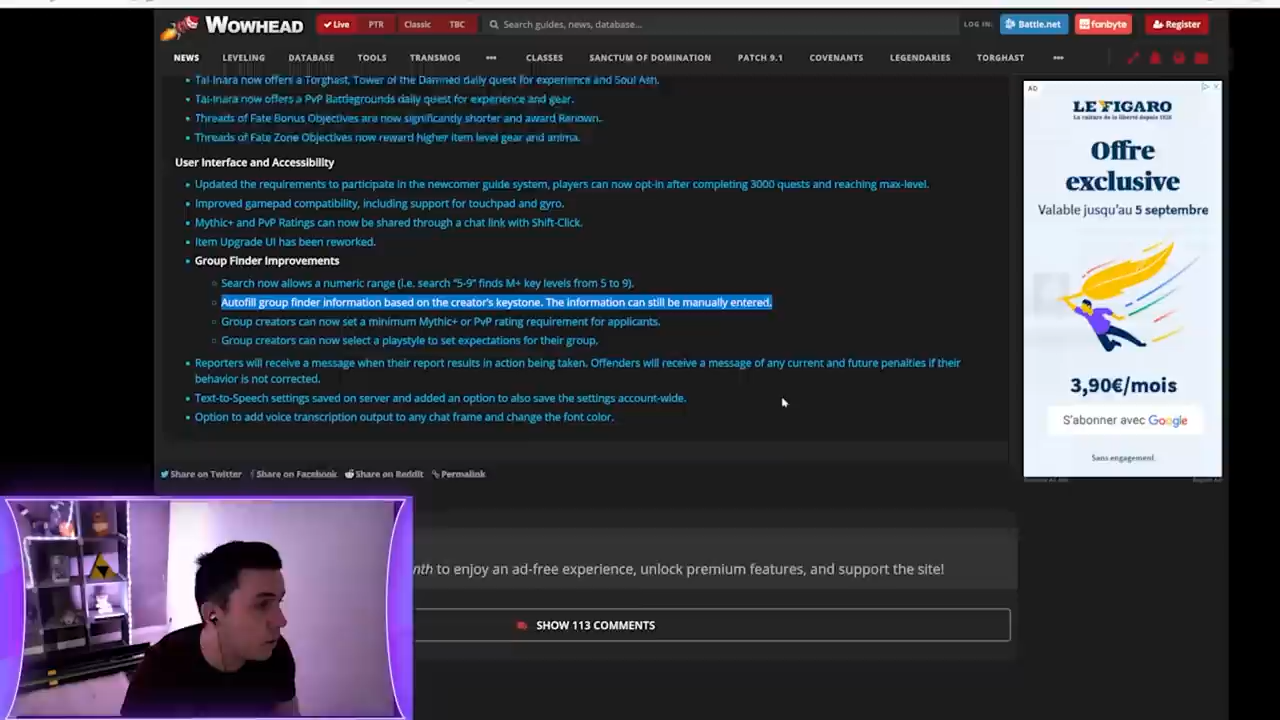 WOWHEAD
Live PTR Classic TBC
Search guides, news, database...
LOG IN: Battle.net fanbyte Register
NEWS LEVELING DATABASE TOOLS TRANSMOG ••• CLASSES SANCTUM OF DOMINATION PATCH 9.1 COVENANTS LEGENDARIES TORGHAST •••
Tal-Inara now offers a Torghast, Tower of the Damned daily quest for experience and Soul Ash.
Tal-Inara now offers a PvP Battlegrounds daily quest for experience and gear.
Threads of Fate Bonus Objectives are now significantly shorter and award Renown.
Threads of Fate Zone Objectives now reward higher item level gear and anima.
User Interface and Accessibility
Updated the requirements to participate in the newcomer guide system, players can now opt-in after completing 3000 quests and reaching max-level.
Improved gamepad compatibility, including support for touchpad and gyro.
Mythic+ and PvP Ratings can now be shared through a chat link with Shift-Click.
Item Upgrade UI has been reworked.
Group Finder Improvements
Search now allows a numeric range (i.e. search "5-9" finds M+ key levels from 5 to 9).
Autofill group finder information based on the creator's keystone. The information can still be manually entered.
Group creators can now set a minimum Mythic+ or PvP rating requirement for applicants.
Group creators can now select a playstyle to set expectations for their group.
Reporters will receive a message when their report results in action being taken. Offenders will receive a message of any current and future penalties if their
behavior is not corrected.
Text-to-Speech settings saved on server and added an option to also save the settings account-wide.
Option to add voice transcription output to any chat frame and change the font color.
Share on Twitter Share on Facebook Share on Reddit Permalink
to enjoy an ad-free experience, unlock premium features, and support the site!
SHOW 113 COMMENTS
AD
LE FIGARO
La culture de la liberté depuis 1826
Offre
exclusive
Valable jusqu'au 5 septembre
3,90€/mois
S'abonner avec Google
Sans engagement.